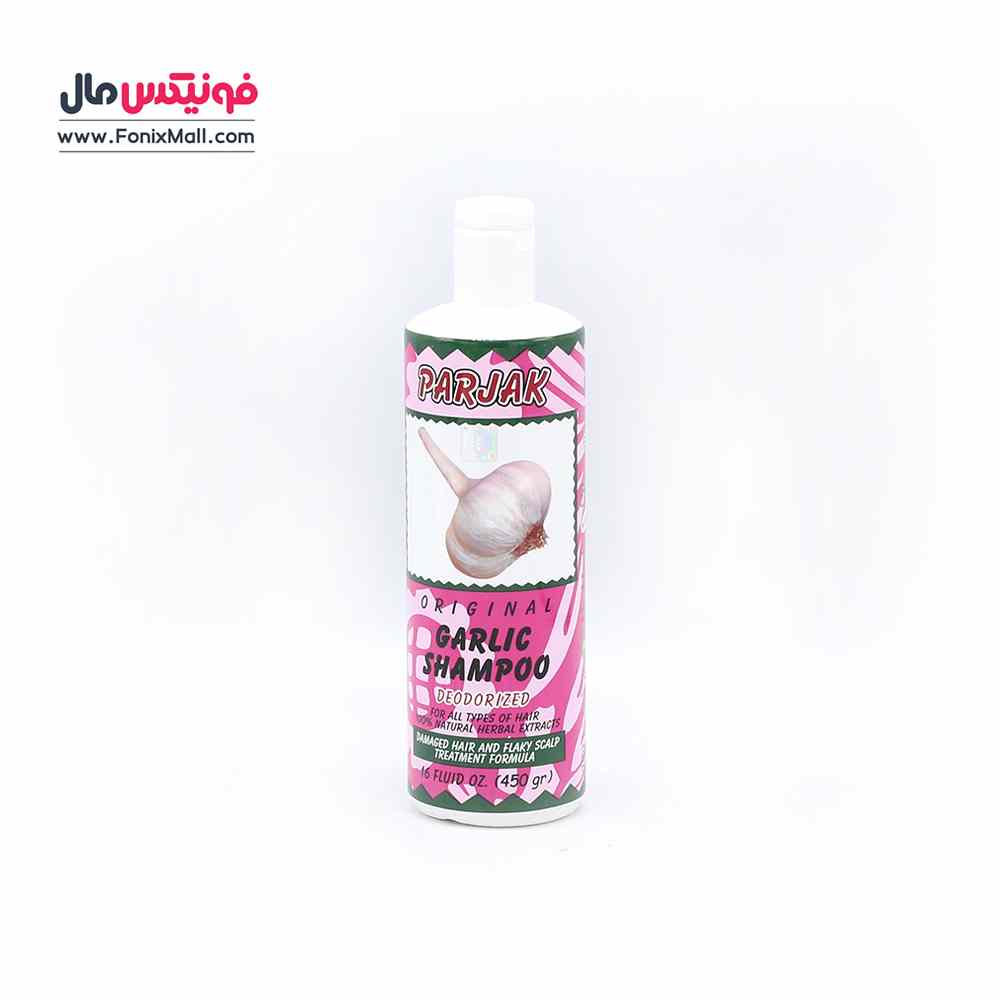 فونیکس مال
www.FonixMall.com
PARJAK
ORIGINAL
GARLIC
SHAMPOO
DEODORIZED
FOR ALL TYPES OF HAIR
100% NATURAL HERBAL EXTRACTS
DAMAGED HAIR AND FLAKY SCALP
TREATMENT FORMULA
16 FLUID OZ. (450 gr)